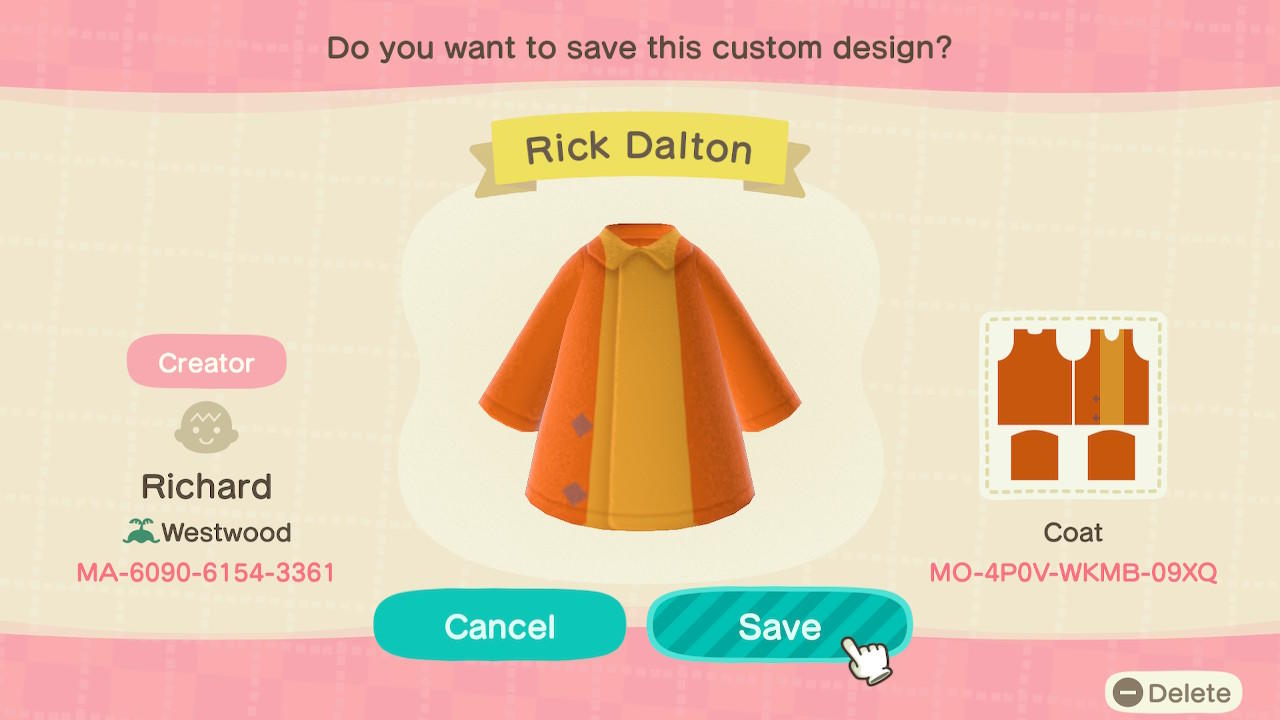 Do you want to save this custom design?
Rick Dalton
Creator
Richard
Westwood
MA-6090-6154-3361
Coat
MO-4P0V-WKMB-09XQ
Cancel
Save
Delete